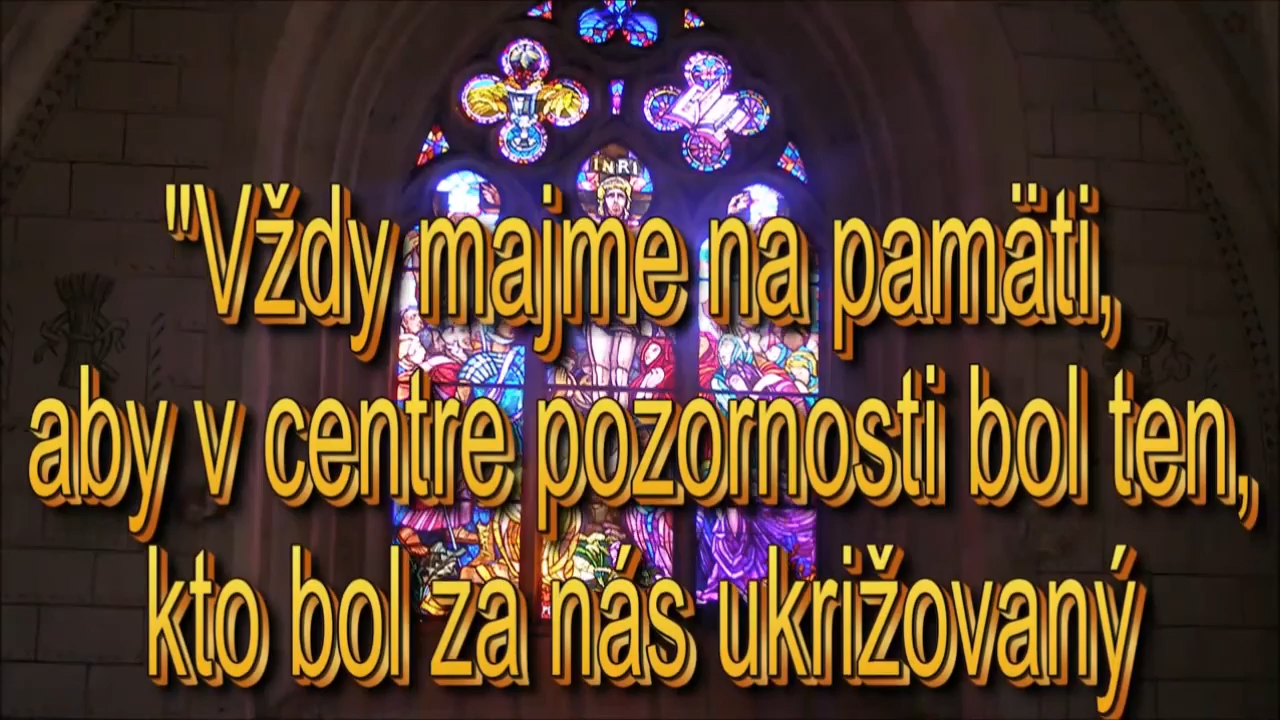 INRI
"Vždy majme na pamäti,
aby v centre pozornosti bol ten,
kto bol za nás ukrižovaný